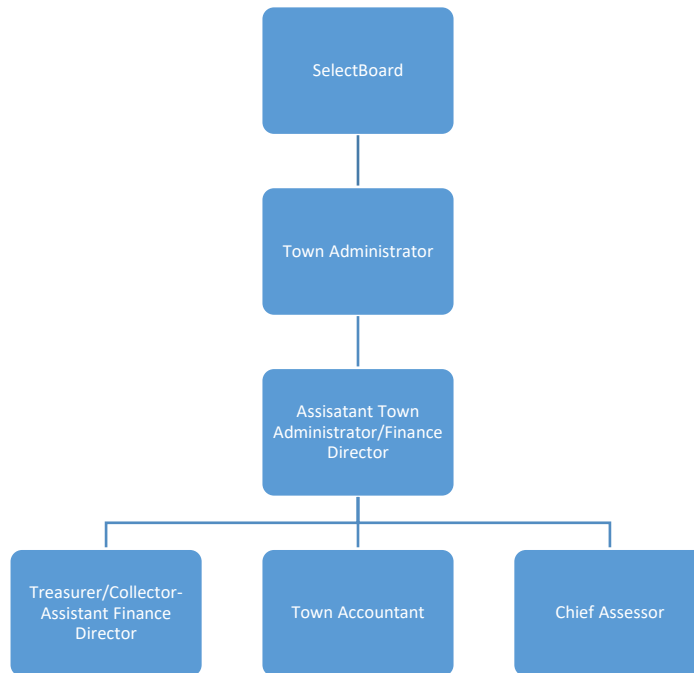 SelectBoard
Town Administrator
Assisatant Town
Administrator/Finance
Director
Treasurer/Collector-
Assistant Finance
Director
Town Accountant
Chief Assessor